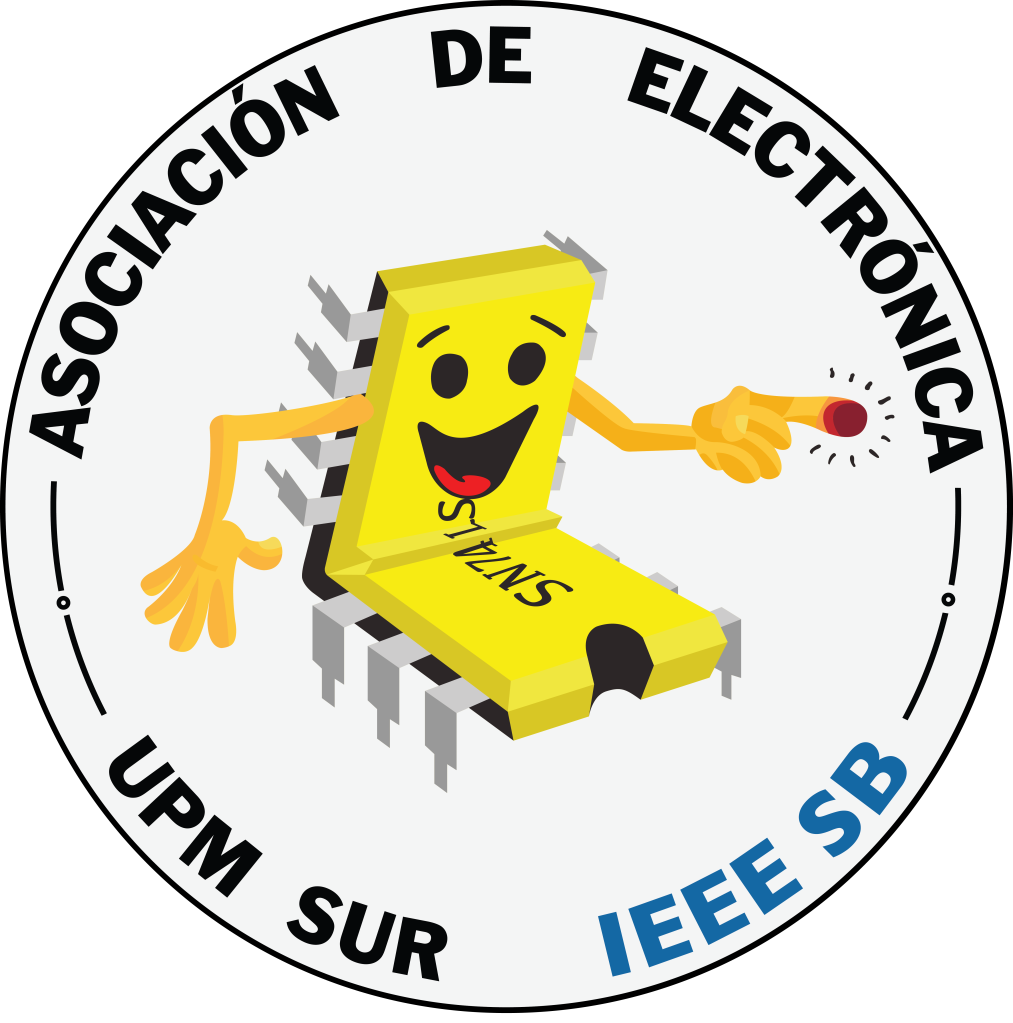 ASOCIACIÓN DE ELECTRÓNICA
SN74LS
UPM SUR IEEE SB